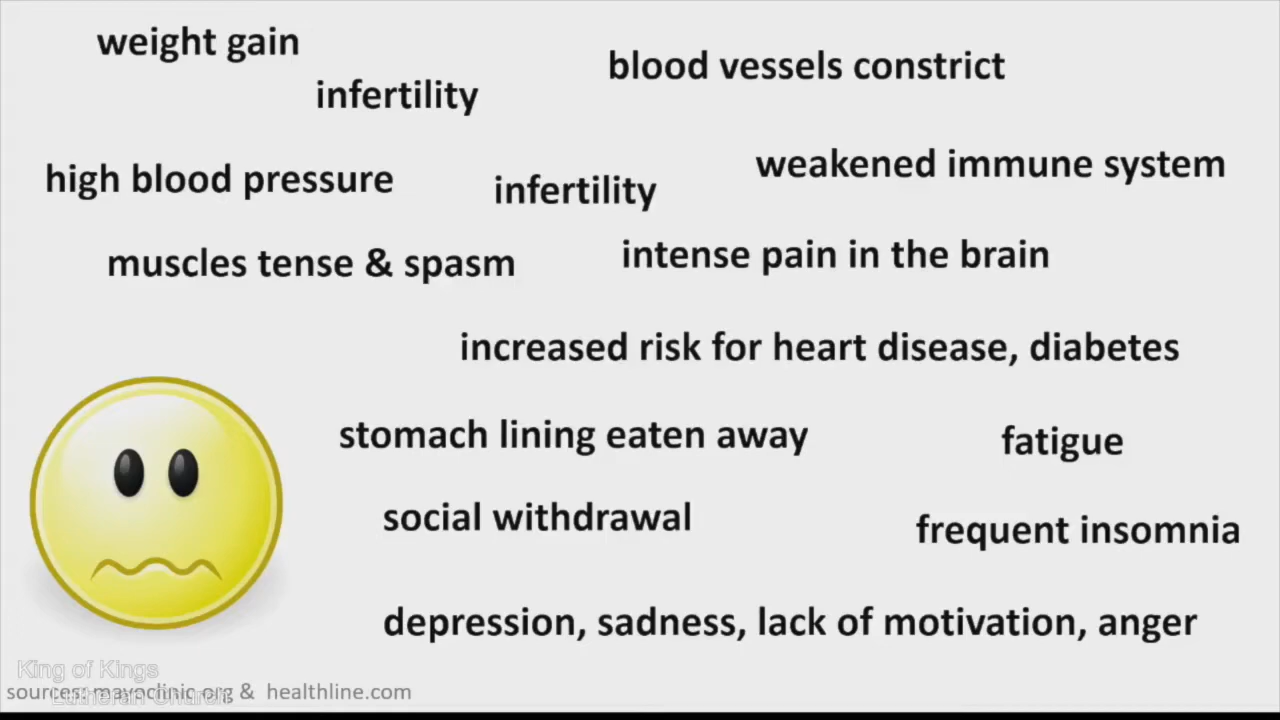 weight gain
blood vessels constrict
infertility
weakened immune system
high blood pressure
infertility
intense pain in the brain
muscles tense & spasm
increased risk for heart disease, diabetes
stomach lining eaten away
fatigue
social withdrawal
frequent insomnia
depression, sadness, lack of motivation, anger
King of Kings
Lutheran Church
sources: mayoclinic.org & healthline.com